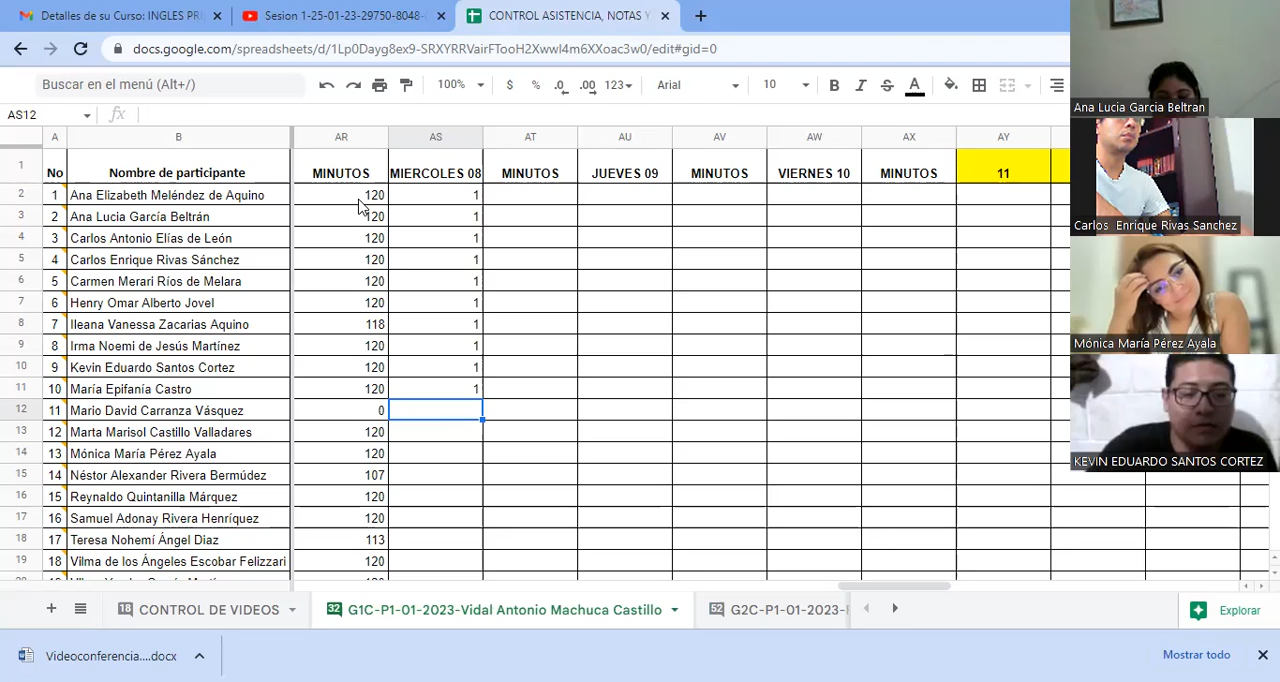 Detalles de su Curso: INGLES PR
Sesion 1-25-01-23-29750-8048-
CONTROL ASISTENCIA, NOTAS Y
docs.google.com/spreadsheets/d/1Lp0Dayg8ex9-SRXYRRVairFTooH2XwwI4m6XXoac3w0/edit#gid=0
Buscar en el menú (Alt+/)
100% $ % .0 .00 123 Arial 10 B I S A
AS12 fx
A B AR AS AT AU AV AW AX AY
1 No Nombre de participante MINUTOS MIERCOLES 08 MINUTOS JUEVES 09 MINUTOS VIERNES 10 MINUTOS 11
2 1 Ana Elizabeth Meléndez de Aquino 120 1
3 2 Ana Lucia García Beltrán 120 1
4 3 Carlos Antonio Elías de León 120 1
5 4 Carlos Enrique Rivas Sánchez 120 1
6 5 Carmen Merari Ríos de Melara 120 1
7 6 Henry Omar Alberto Jovel 120 1
8 7 Ileana Vanessa Zacarias Aquino 118 1
9 8 Irma Noemi de Jesús Martínez 120 1
10 9 Kevin Eduardo Santos Cortez 120 1
11 10 María Epifanía Castro 120 1
12 11 Mario David Carranza Vásquez 0
13 12 Marta Marisol Castillo Valladares 120
14 13 Mónica María Pérez Ayala 120
15 14 Néstor Alexander Rivera Bermúdez 107
16 15 Reynaldo Quintanilla Márquez 120
17 16 Samuel Adonay Rivera Henríquez 120
18 17 Teresa Nohemí Ángel Diaz 113
19 18 Vilma de los Ángeles Escobar Felizzari 120
18 CONTROL DE VIDEOS
32 G1C-P1-01-2023-Vidal Antonio Machuca Castillo
52 G2C-P1-01-2023-
Explorar
Videoconferencia....docx
Mostrar todo
Ana Lucia Garcia Beltran
Carlos Enrique Rivas Sanchez
Mónica María Pérez Ayala
KEVIN EDUARDO SANTOS CORTEZ